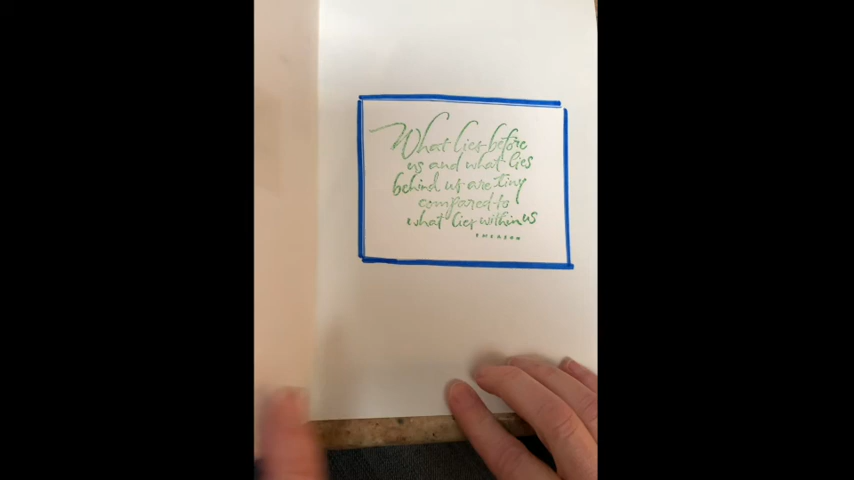 What lies before
us and what lies
behind us are tiny
compared to
what lies within us
EMERSON